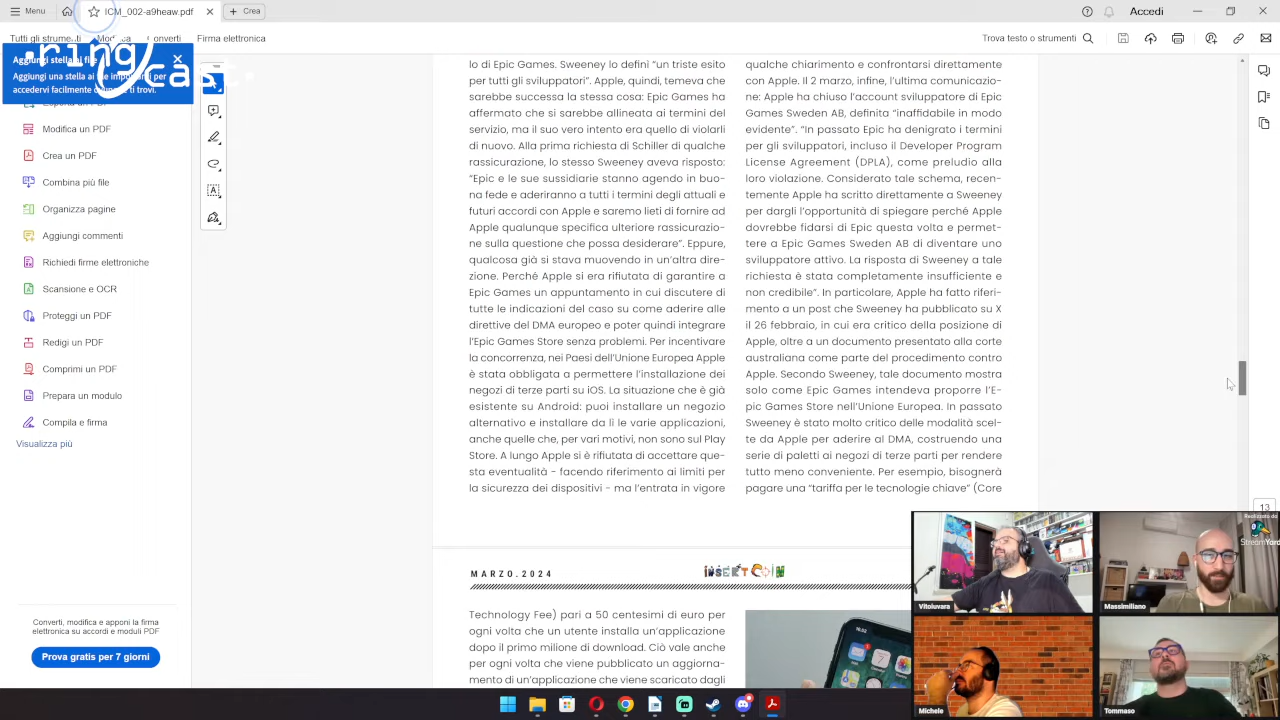 Menu
ICM_002-a9heaw.pdf
Crea
Accedi
Tutti gli strumenti
Modifica
Converti
Firma elettronica
Trova testo o strumenti
.ring
cast.
Aggiungi stella ai file
Aggiungi una stella ai file importanti per
accedervi facilmente
ti trovi.
Esporta un PDF
Modifica un PDF
Crea un PDF
Combina più file
Organizza pagine
Aggiungi commenti
Richiedi firme elettroniche
Scansione e OCR
Proteggi un PDF
Redigi un PDF
Comprimi un PDF
Prepara un modulo
Compila e firma
Visualizza più
Converti, modifica e apponi la firma
elettronica su accordi e moduli PDF
Prova gratis per 7 giorni
lo di Epic Games. Sweeney lo definì “un triste esito
per tutti gli sviluppatori”. Apple, quindi, temeva che
sarebbe successa la stessa cosa: Epic Games ha
affermato che si sarebbe allineata ai termini del
servizio, ma il suo vero intento era quello di violarli
di nuovo. Alla prima richiesta di Schiller di qualche
rassicurazione, lo stesso Sweeney aveva risposto:
“Epic e le sue sussidiarie stanno agendo in buo-
na fede e aderiranno a tutti i termini degli attuali e
futuri accordi con Apple e saremo lieti di fornire ad
Apple qualunque specifica ulteriore rassicurazio-
ne sulla questione che possa desiderare”. Eppure,
qualcosa già si stava muovendo in un’altra dire-
zione. Perché Apple si era rifiutata di garantire a
Epic Games un appuntamento in cui discutere di
tutte le indicazioni del caso su come aderire alle
direttive del DMA europeo e poter quindi integrare
l’Epic Games Store senza problemi. Per incentivare
la concorrenza, nei Paesi dell’Unione Europea Apple
è stata obbligata a permettere l’installazione dei
negozi di terze parti su iOS. La situazione che è già
esistente su Android: puoi installare un negozio
alternativo e installare da lì le varie applicazioni,
anche quelle che, per vari motivi, non sono sul Play
Store. A lungo Apple si è rifiutata di accettare que-
sta eventualità - facendo riferimento ai limiti per
la sicurezza dei dispositivi - ma l’entrata in vigore
qualche chiarimento e confrontarsi direttamente
con Apple. Il 2 marzo, infine, l’ultima comunicazio-
ne: Apple ha chiuso l’account sviluppatore di Epic
Games Sweden AB, definita “inaffidabile in modo
evidente”. “In passato Epic ha denigrato i termini
per gli sviluppatori, incluso il Developer Program
License Agreement (DPLA), come preludio alla
loro violazione. Considerato tale schema, recen-
temente Apple ha scritto direttamente a Sweeney
per dargli l’opportunità di spiegare perché Apple
dovrebbe fidarsi di Epic questa volta e permet-
tere a Epic Games Sweden AB di diventare uno
sviluppatore attivo. La risposta di Sweeney a tale
richiesta è stata completamente insufficiente e
non credibile”. In particolare, Apple ha fatto riferi-
mento a un post che Sweeney ha pubblicato su X
il 26 febbraio, in cui era critico della posizione di
Apple, oltre a un documento presentato alla corte
australiana come parte del procedimento contro
Apple. Secondo Sweeney, tale documento mostra
solo come Epic Games intendeva proporre l’E-
pic Games Store nell’Unione Europea. In passato
Sweeney è stato molto critico delle modalità scel-
te da Apple per aderire al DMA, costruendo una
serie di paletti ai negozi di terze parti per rendere
tutto meno conveniente. Per esempio, bisognerà
pagare una “tariffa per le tecnologie chiave” (Core
13
MARZO.2024
INSERT COIN
Technology Fee) pari a 50 centesimi di euro per
ogni volta che un utente installa un’applicazione
dopo il primo milione di download. Ciò vale anche
per ogni volta che viene pubblicato un aggiorna-
mento di un’applicazione che viene scaricato dagli
Realizzato da
StreamYard
Vitoiuvara
Massimiliano
Michele
Tommaso